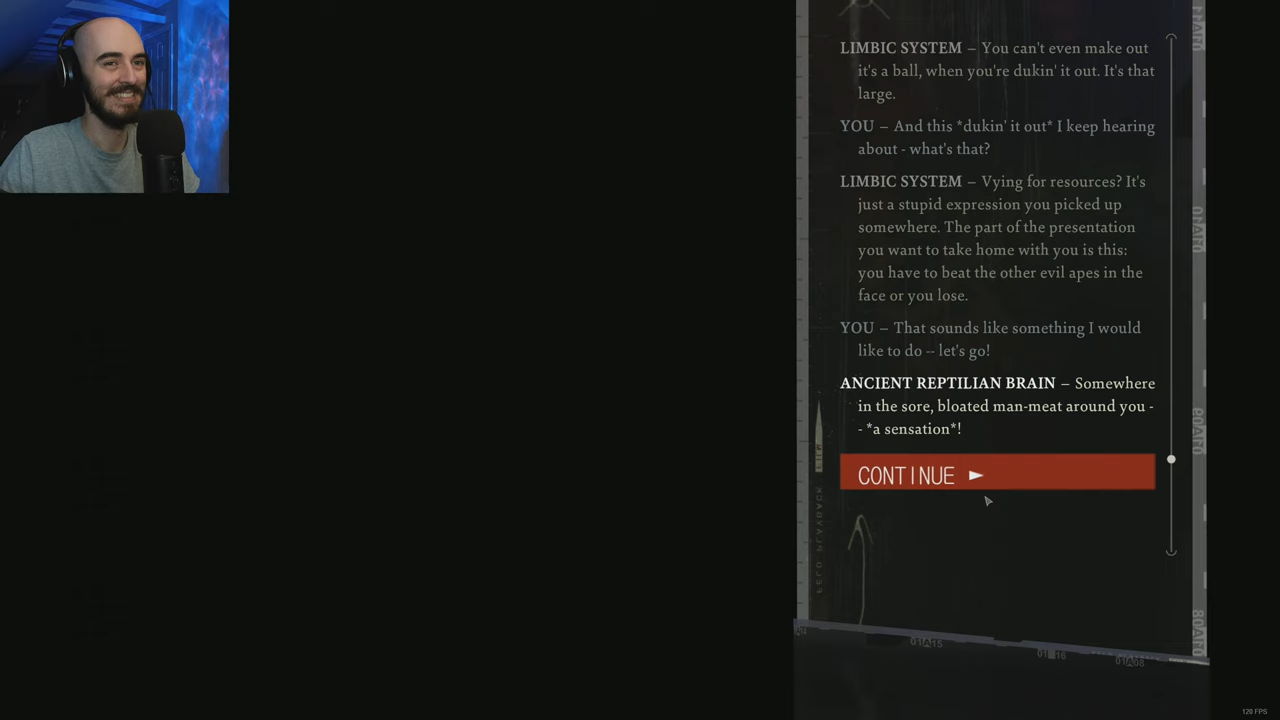 LIMBIC SYSTEM – You can't even make out
it's a ball, when you're dukin' it out. It's that
large.
YOU – And this *dukin' it out* I keep hearing
about - what's that?
LIMBIC SYSTEM – Vying for resources? It's
just a stupid expression you picked up
somewhere. The part of the presentation
you want to take home with you is this:
you have to beat the other evil apes in the
face or you lose.
YOU – That sounds like something I would
like to do -- let's go!
ANCIENT REPTILIAN BRAIN – Somewhere
in the sore, bloated man-meat around you -
- *a sensation*!
CONTINUE ►
120 FPS